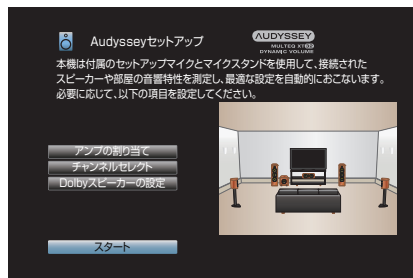 Audysseyセットアップ
AUDYSSEY
MULTEQ XT32
DYNAMIC VOLUME
本機は付属のセットアップマイクとマイクスタンドを使用して、接続された
スピーカーや部屋の音響特性を測定し、最適な設定を自動的におこないます。
必要に応じて、以下の項目を設定してください。
アンプの割り当て
チャンネルセレクト
Dolbyスピーカーの設定
スタート